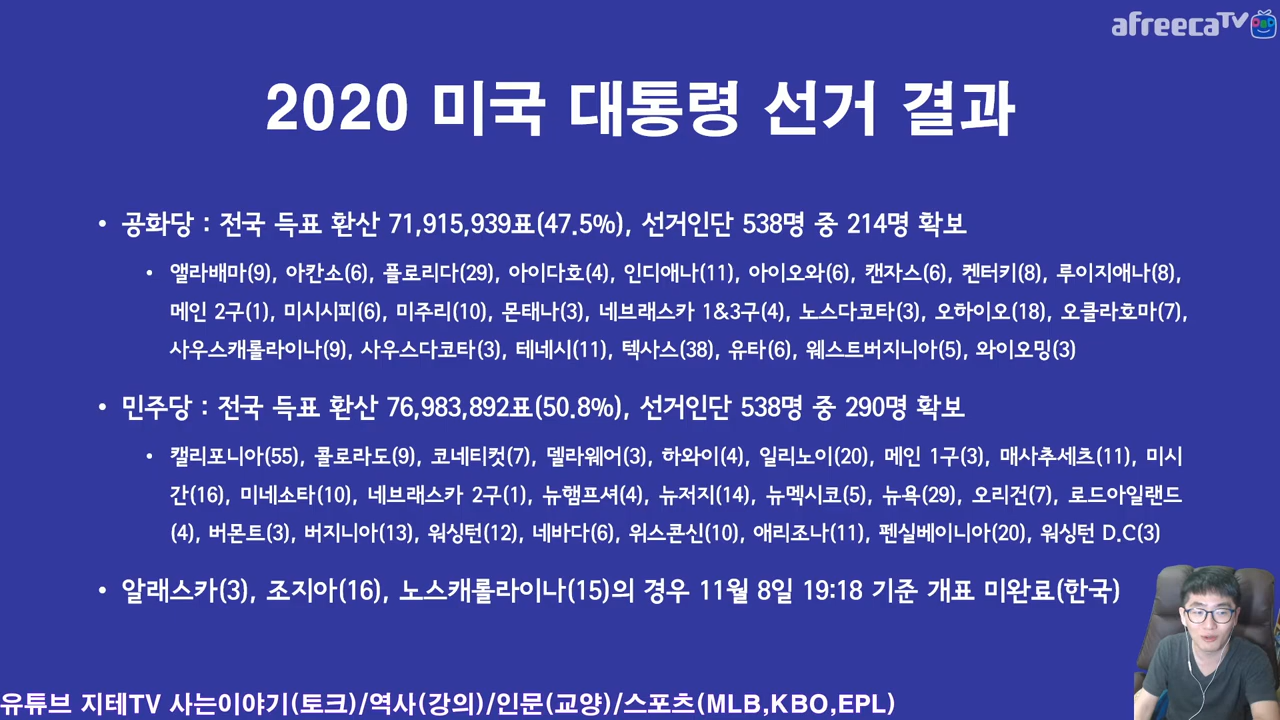 afreecaTV
2020 미국 대통령 선거 결과
• 공화당 : 전국 득표 환산 71,915,939표(47.5%), 선거인단 538명 중 214명 확보
• 앨라배마(9), 아칸소(6), 플로리다(29), 아이다호(4), 인디애나(11), 아이오와(6), 캔자스(6), 켄터키(8), 루이지애나(8),
메인 2구(1), 미시시피(6), 미주리(10), 몬태나(3), 네브래스카 1&3구(4), 노스다코타(3), 오하이오(18), 오클라호마(7),
사우스캐롤라이나(9), 사우스다코타(3), 테네시(11), 텍사스(38), 유타(6), 웨스트버지니아(5), 와이오밍(3)
• 민주당 : 전국 득표 환산 76,983,892표(50.8%), 선거인단 538명 중 290명 확보
• 캘리포니아(55), 콜로라도(9), 코네티컷(7), 델라웨어(3), 하와이(4), 일리노이(20), 메인 1구(3), 매사추세츠(11), 미시
간(16), 미네소타(10), 네브래스카 2구(1), 뉴햄프셔(4), 뉴저지(14), 뉴멕시코(5), 뉴욕(29), 오리건(7), 로드아일랜드
(4), 버몬트(3), 버지니아(13), 워싱턴(12), 네바다(6), 위스콘신(10), 애리조나(11), 펜실베이니아(20), 워싱턴 D.C(3)
• 알래스카(3), 조지아(16), 노스캐롤라이나(15)의 경우 11월 8일 19:18 기준 개표 미완료(한국)
유튜브 지테TV 사는이야기(토크)/역사(강의)/인문(교양)/스포츠(MLB,KBO,EPL)